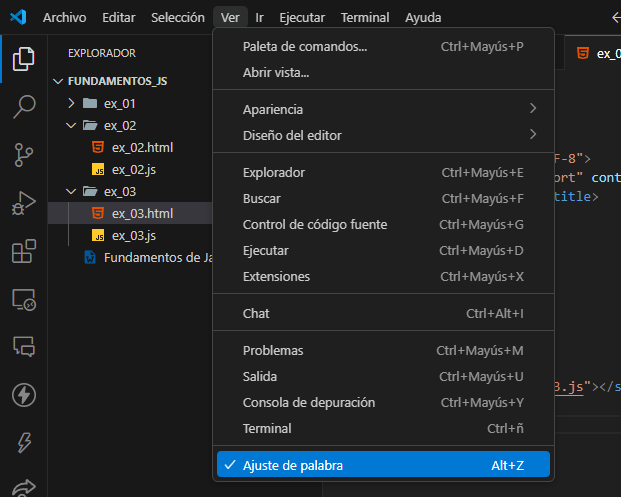 Archivo Editar Selección Ver Ir Ejecutar Terminal Ayuda
EXPLORADOR
FUNDAMENTOS_JS
ex_01
ex_02
ex_02.html
JS ex_02.js
ex_03
ex_03.html
JS ex_03.js
Fundamentos de Ja
Paleta de comandos... Ctrl+Mayús+P
Abrir vista...
Apariencia
Diseño del editor
Explorador Ctrl+Mayús+E
Buscar Ctrl+Mayús+F
Control de código fuente Ctrl+Mayús+G
Ejecutar Ctrl+Mayús+D
Extensiones Ctrl+Mayús+X
Chat Ctrl+Alt+I
Problemas Ctrl+Mayús+M
Salida Ctrl+Mayús+U
Consola de depuración Ctrl+Mayús+Y
Terminal Ctrl+ñ
Ajuste de palabra Alt+Z
ex_0
F-8">
ort" cont
title>
3.js"></s